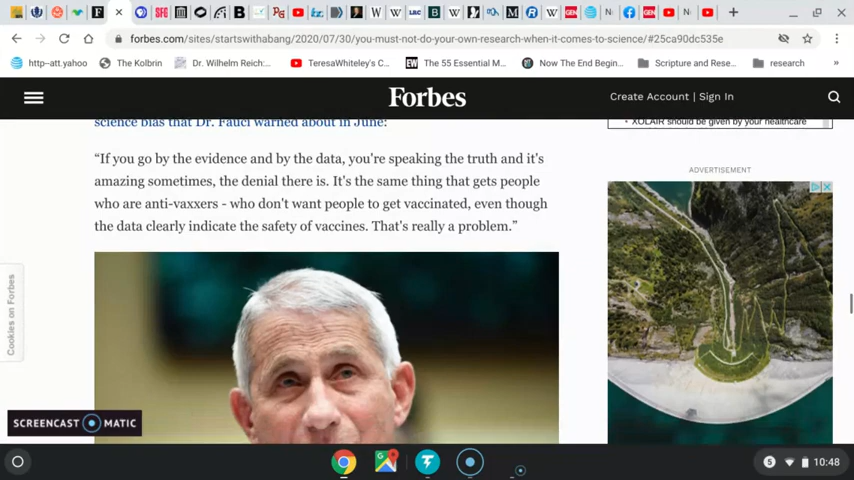 forbes.com/sites/startswithabang/2020/07/30/you-must-not-do-your-own-research-when-it-comes-to-science/#25ca90dc535e
http--att.yahoo
The Kolbrin
Dr. Wilhelm Reich:...
TeresaWhiteley's C...
The 55 Essential M...
Now The End Begin...
Scripture and Rese...
research
»
Forbes
Create Account | Sign In
science bias that Dr. Fauci warned about in June:
• XOLAIR should be given by your healthcare
ADVERTISEMENT
“If you go by the evidence and by the data, you're speaking the truth and it's
amazing sometimes, the denial there is. It's the same thing that gets people
who are anti-vaxxers - who don't want people to get vaccinated, even though
the data clearly indicate the safety of vaccines. That's really a problem.”
Cookies on Forbes
SCREENCAST MATIC
5
10:48